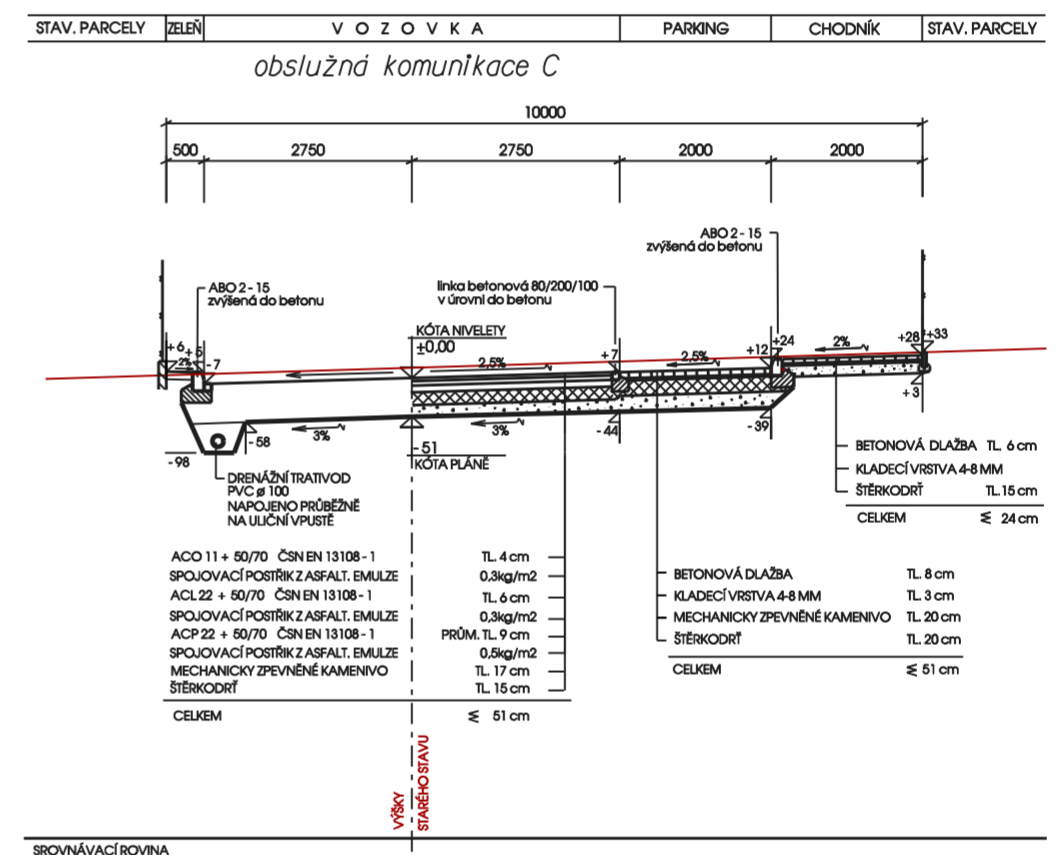 STAV. PARCELY ZELEŇ V O Z O V K A PARKING CHODNÍK STAV. PARCELY
obslužná komunikace C
10000
500 2750 2750 2000 2000
ABO 2 - 15
zvýšená do betonu
ABO 2 - 15
zvýšená do betonu
linka betonová 80/200/100
v úrovni do betonu
KÓTA NIVELETY
±0,00
+6 +5 2% -7 2,5% +7 2,5% +12 +24 2% +28 +33
+3
-58 3% 3% -44 -39
-51
KÓTA PLÁNĚ
-98
DRENÁŽNÍ TRATIVOD
PVC ø 100
NAPOJENO PRŮBĚŽNĚ
NA ULIČNÍ VPUSTĚ
BETONOVÁ DLAŽBA TL. 6 cm
KLADECÍ VRSTVA 4-8 MM
ŠTĚRKODRŤ TL.15 cm
CELKEM ≤ 24 cm
ACO 11 + 50/70 ČSN EN 13108 - 1 TL. 4 cm
SPOJOVACÍ POSTŘIK Z ASFALT. EMULZE 0,3kg/m2
ACL 22 + 50/70 ČSN EN 13108 - 1 TL. 6 cm
SPOJOVACÍ POSTŘIK Z ASFALT. EMULZE 0,3kg/m2
ACP 22 + 50/70 ČSN EN 13108 - 1 PRŮM. TL. 9 cm
SPOJOVACÍ POSTŘIK Z ASFALT. EMULZE 0,5kg/m2
MECHANICKY ZPEVNĚNÉ KAMENIVO TL. 17 cm
ŠTĚRKODRŤ TL. 15 cm
CELKEM ≤ 51 cm
BETONOVÁ DLAŽBA TL. 8 cm
KLADECÍ VRSTVA 4-8 MM TL. 3 cm
MECHANICKY ZPEVNĚNÉ KAMENIVO TL. 20 cm
ŠTĚRKODRŤ TL. 20 cm
CELKEM ≤ 51 cm
VÝŠKY
STARÉHO STAVU
SROVNÁVACÍ ROVINA